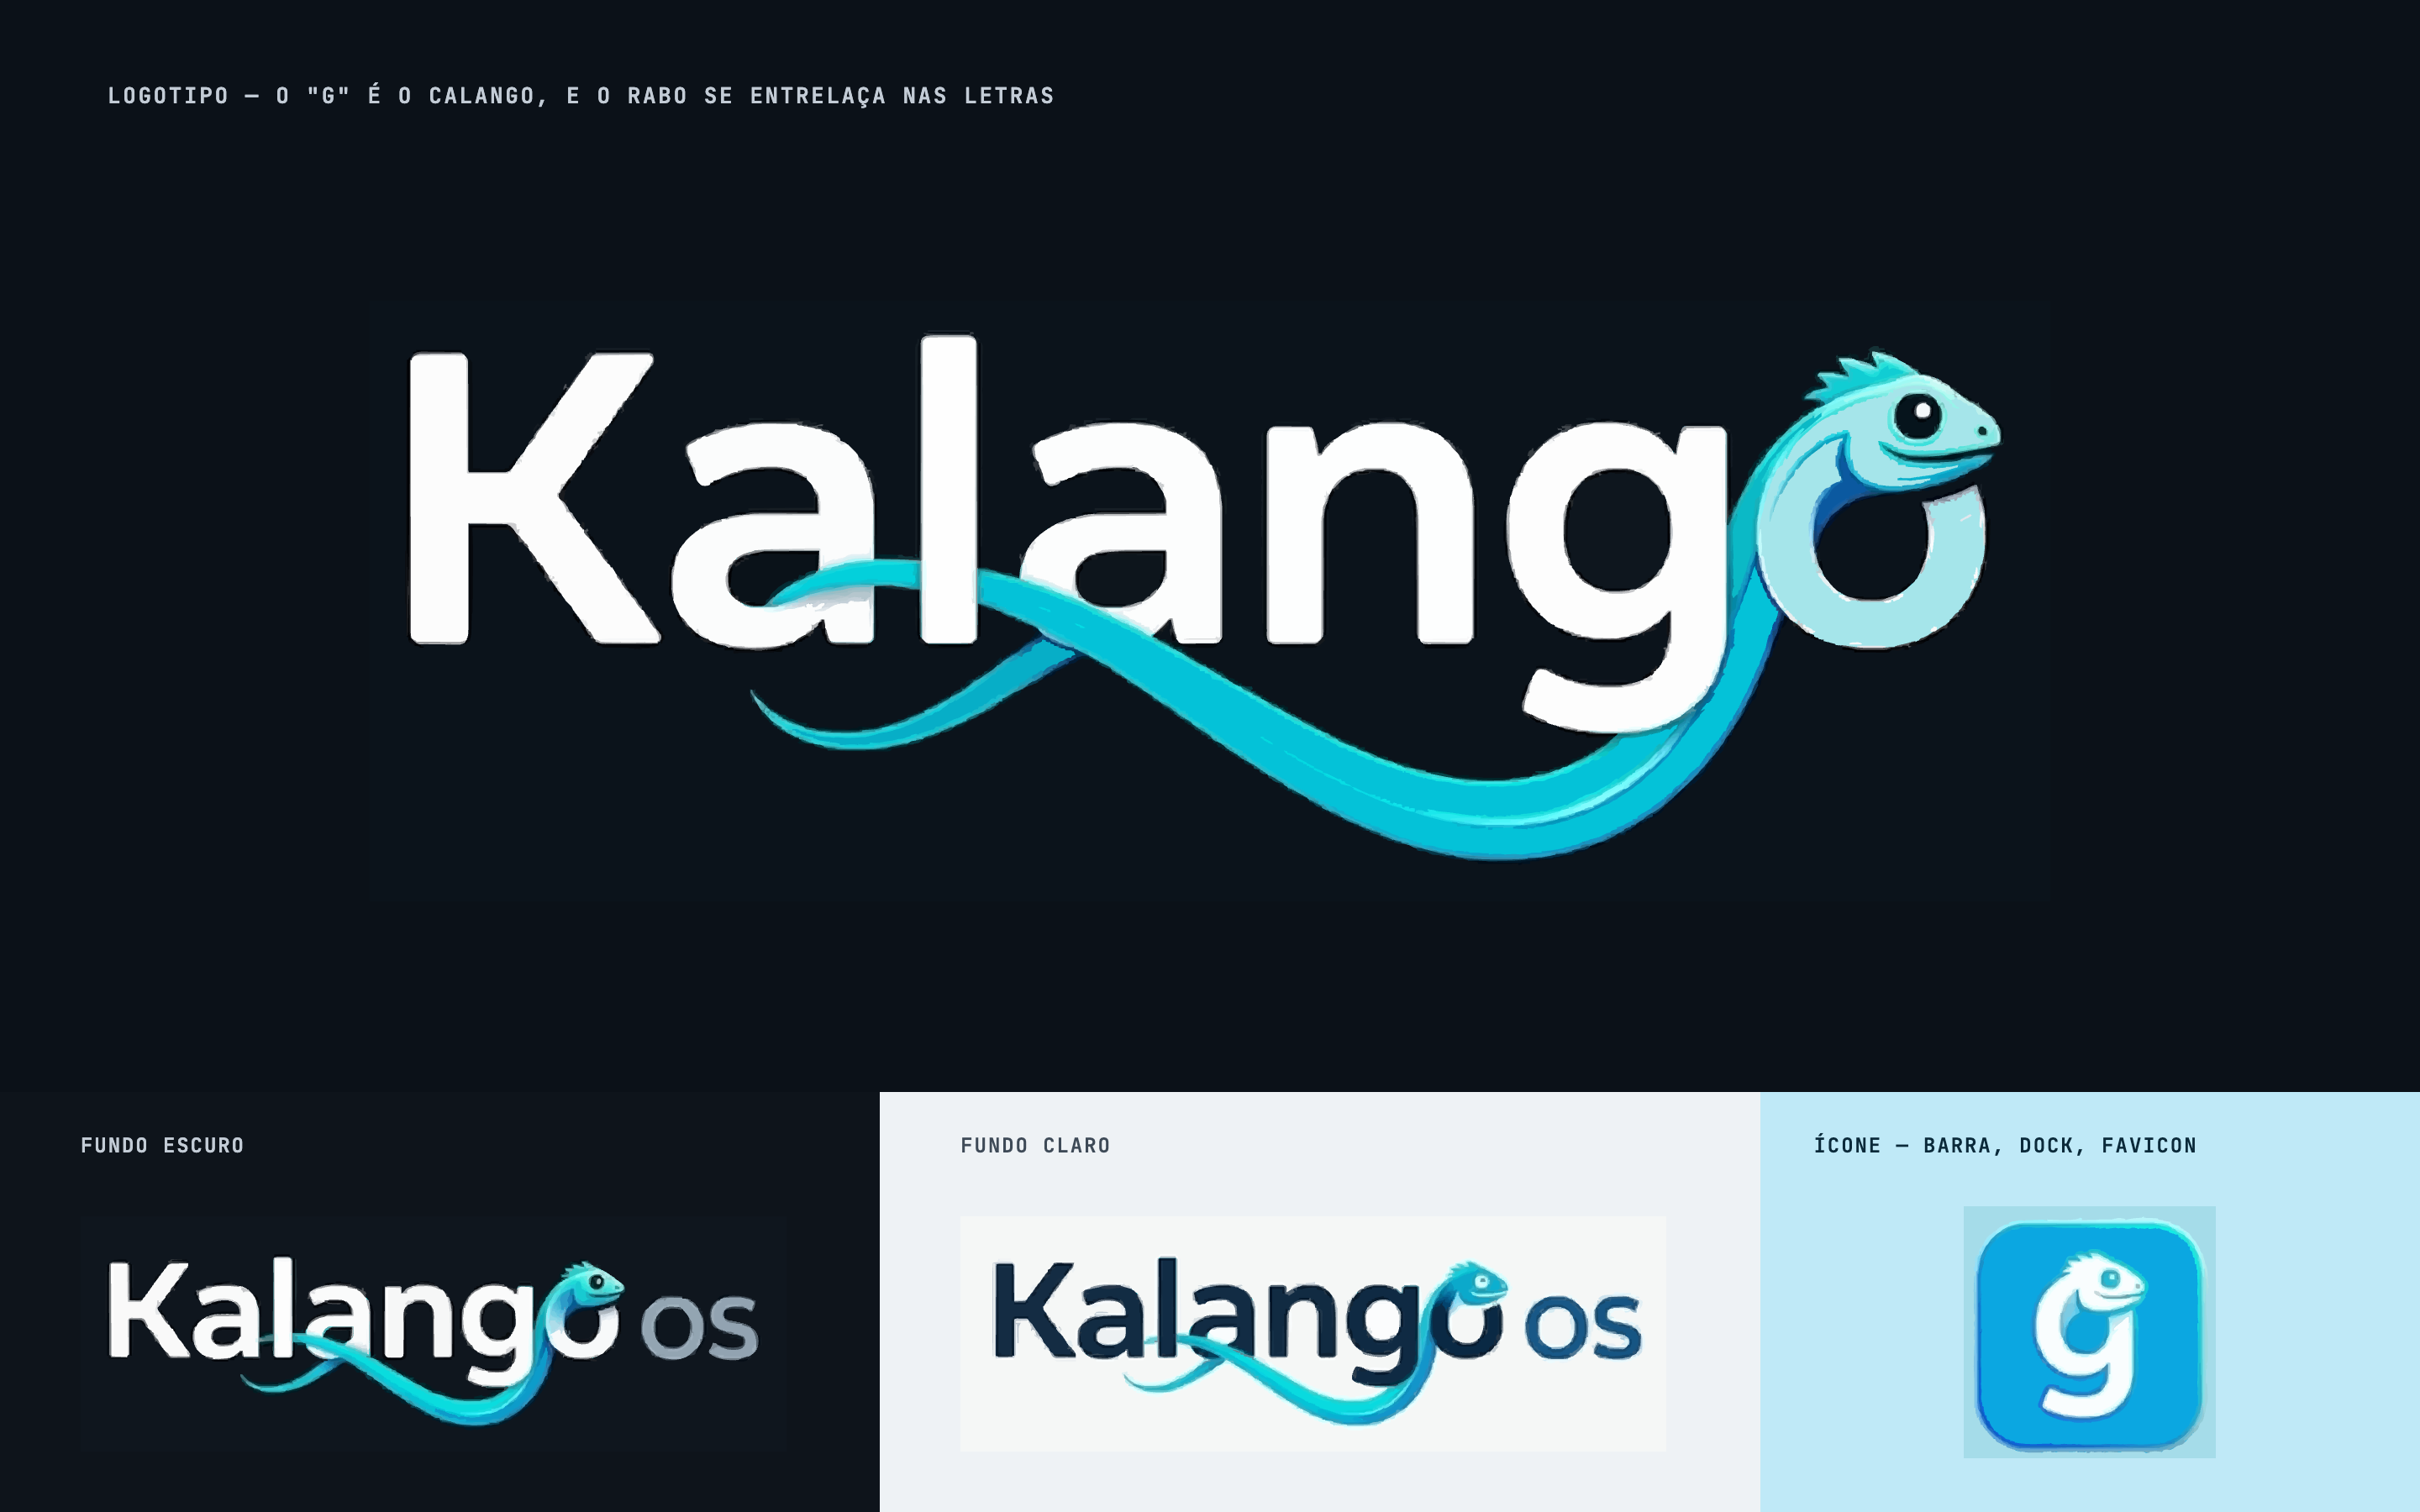 LOGOTIPO — O "G" É O CALANGO, E O RABO SE ENTRELAÇA NAS LETRAS
Kalango
FUNDO ESCURO
Kalango os
FUNDO CLARO
Kalango os
ÍCONE — BARRA, DOCK, FAVICON
g